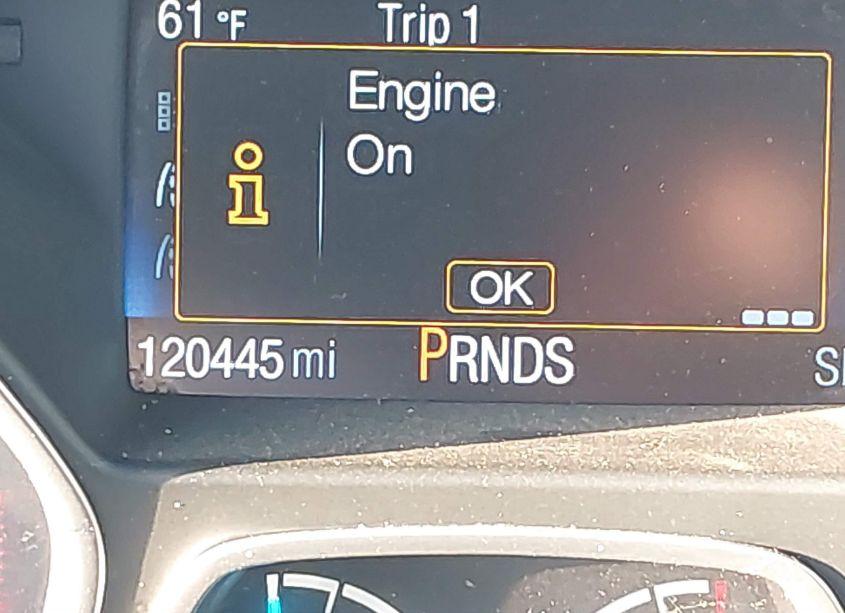 61 °F Trip 1
Engine
On
OK
120445 mi PRNDS